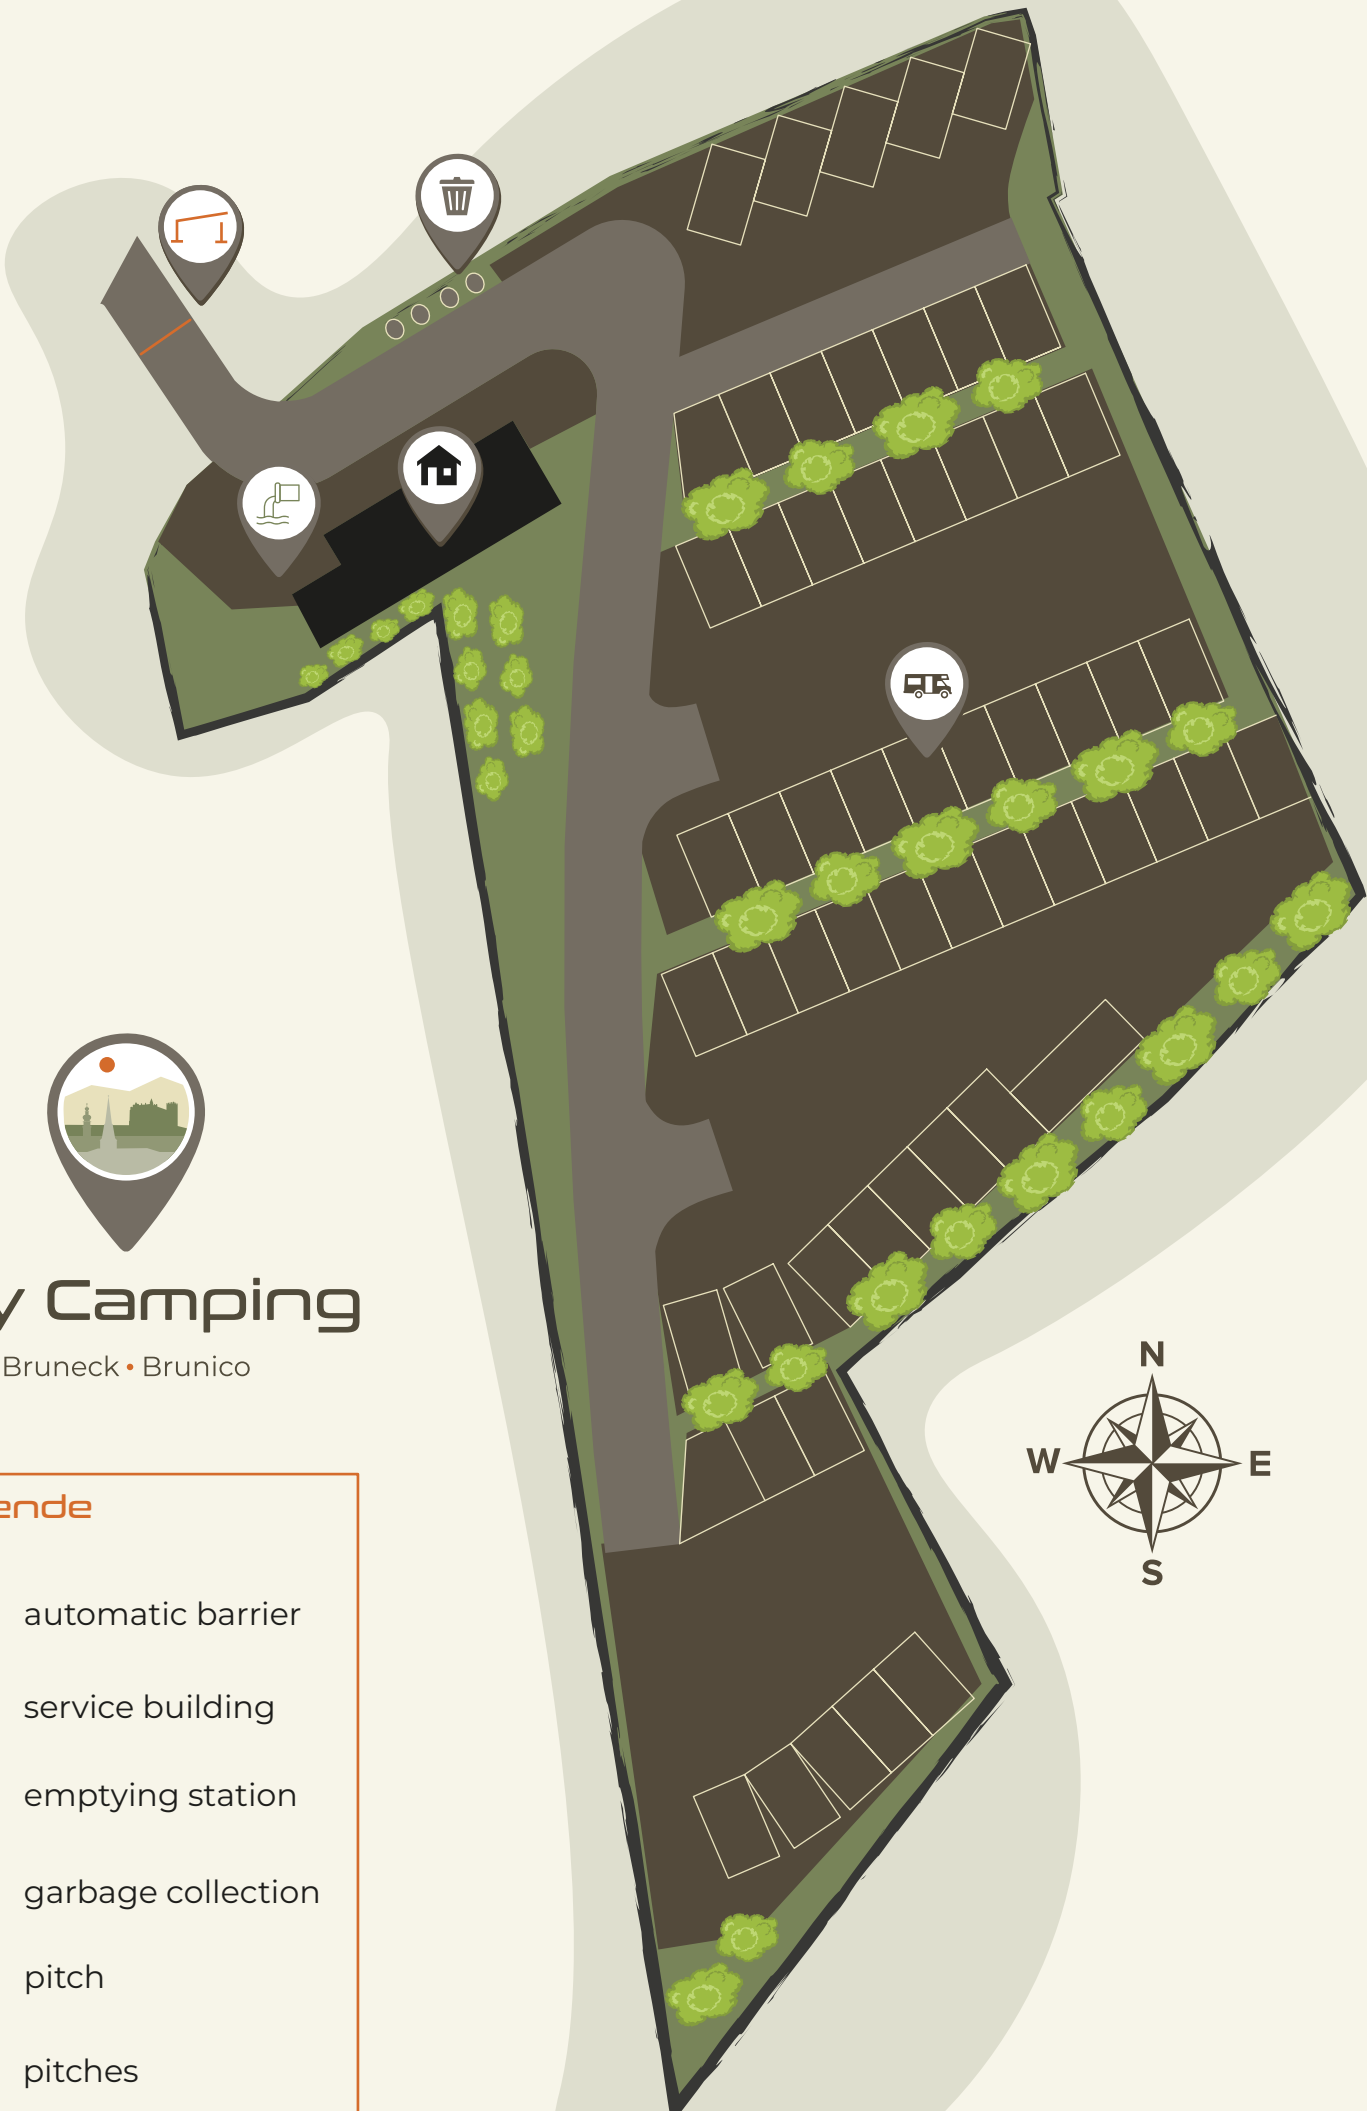 y Camping
Bruneck • Brunico
ende
automatic barrier
service building
emptying station
garbage collection
pitch
pitches
N
W
E
S